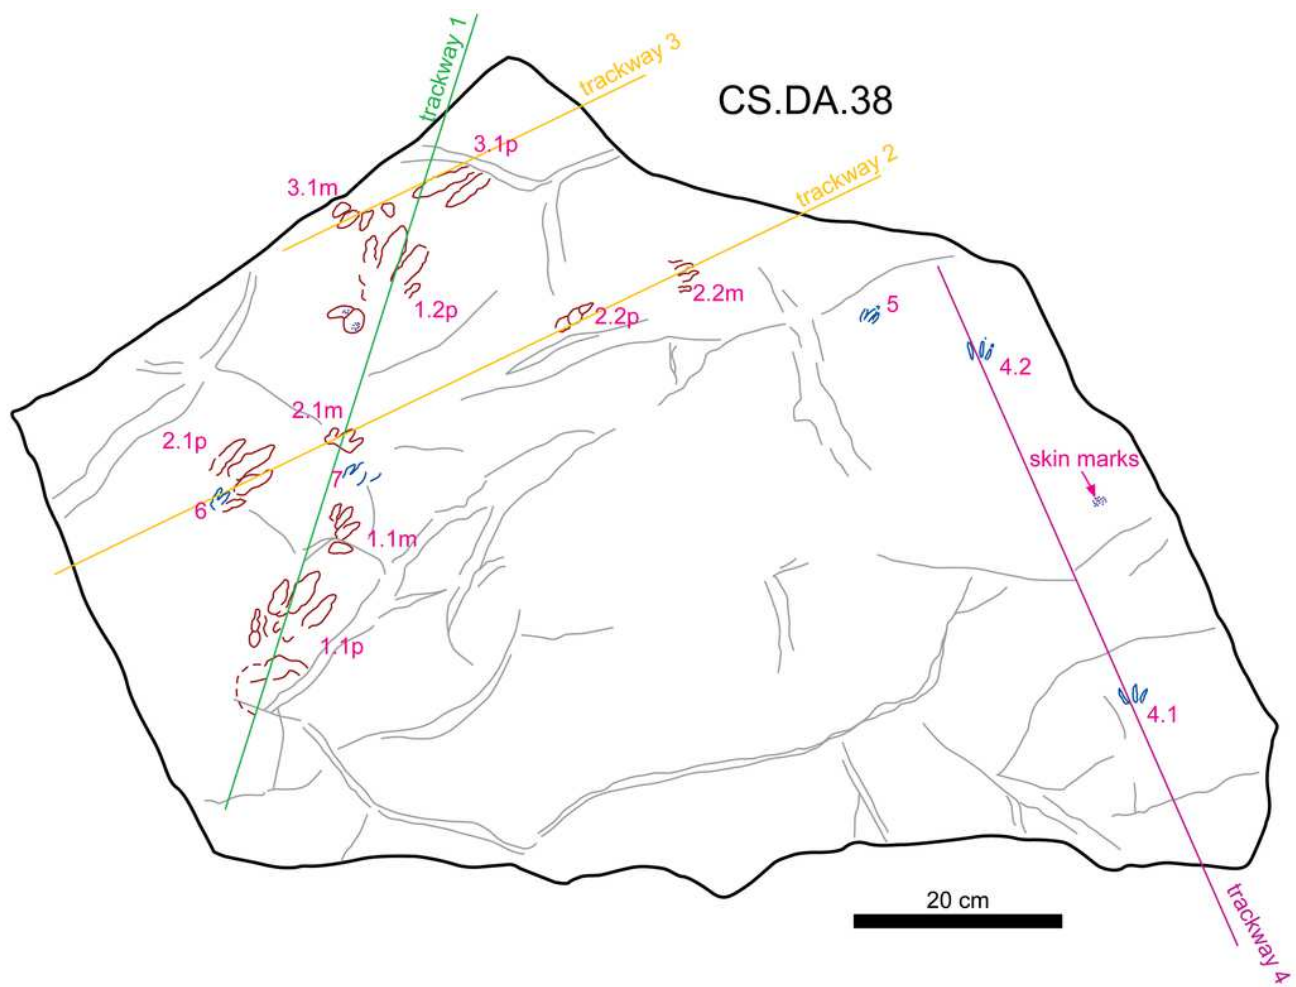 trackway 1
trackway 3
CS.DA.38
3.1p
trackway 2
3.1m
1.2p
2.2m
2.2p
5
4.2
2.1m
2.1p
skin marks
7
6
1.1m
1.1p
4.1
20 cm
trackway 4